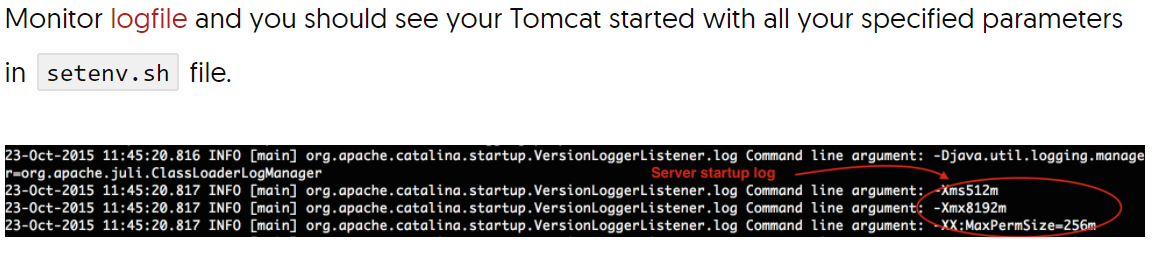 Monitor logfile and you should see your Tomcat started with all your specified parameters
in setenv.sh file.
23-Oct-2015 11:45:20.816 INFO [main] org.apache.catalina.startup.VersionLoggerListener.log Command line argument: -Djava.util.logging.manage
r=org.apache.juli.ClassLoaderLogManager
Server startup log
23-Oct-2015 11:45:20.817 INFO [main] org.apache.catalina.startup.VersionLoggerListener.log Command line argument: -Xms512m
23-Oct-2015 11:45:20.817 INFO [main] org.apache.catalina.startup.VersionLoggerListener.log Command line argument: -Xmx8192m
23-Oct-2015 11:45:20.817 INFO [main] org.apache.catalina.startup.VersionLoggerListener.log Command line argument: -XX:MaxPermSize=256m